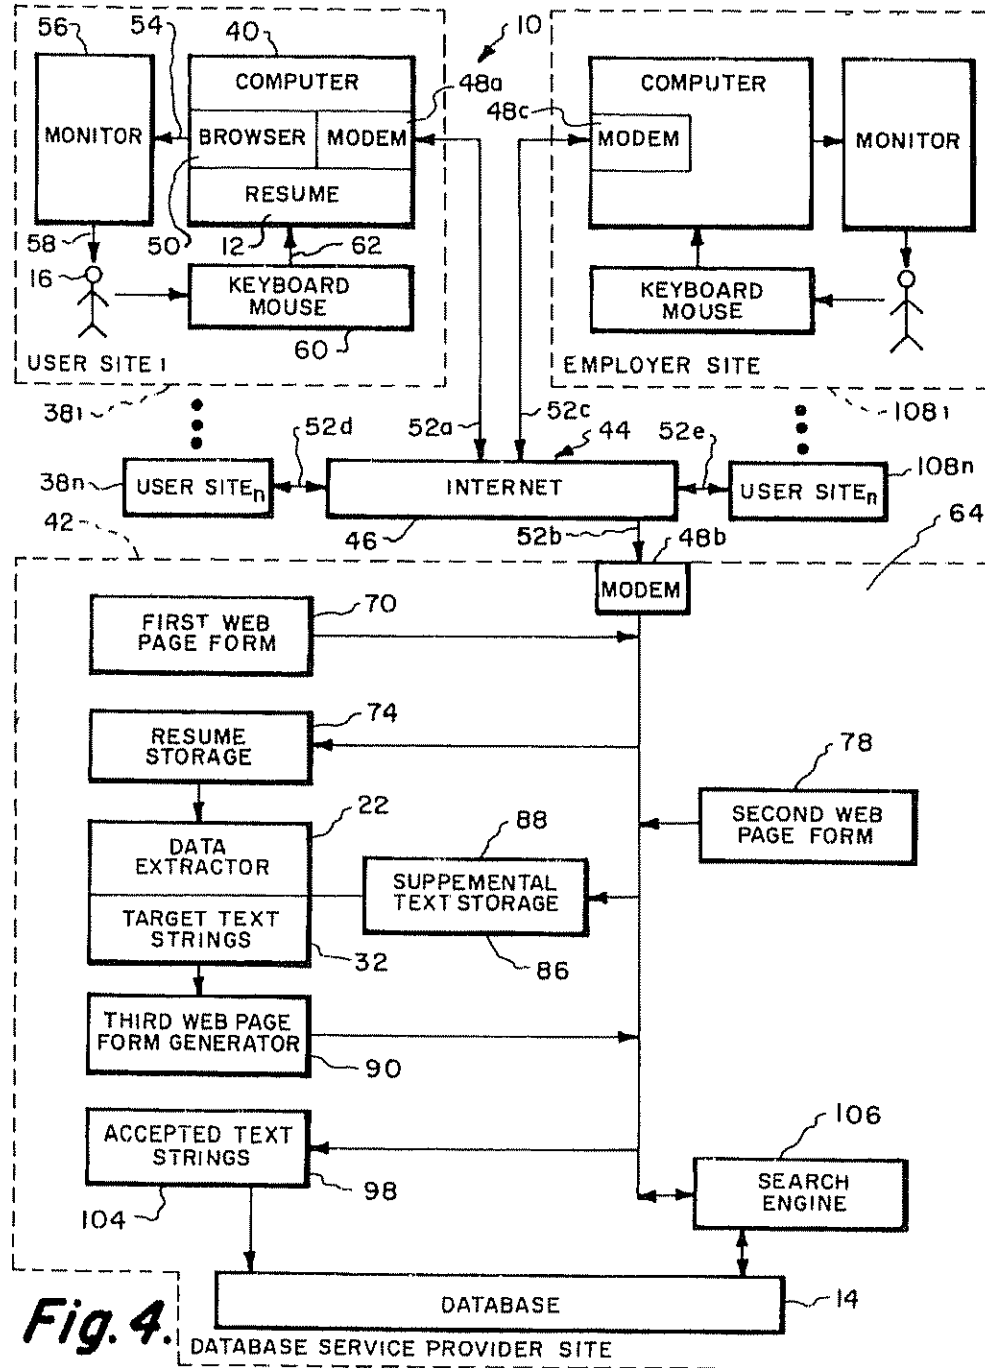 56
54
40
10
COMPUTER
48a
MONITOR
BROWSER
MODEM
RESUME
58
50
12
62
16
KEYBOARD
MOUSE
60
USER SITE 1
38₁
COMPUTER
48c
MODEM
MONITOR
KEYBOARD
MOUSE
EMPLOYER SITE
108₁
52d
52a
52c
44
52e
38n
USER SITEₙ
INTERNET
USER SITEₙ
108n
42
46
52b
48b
64
MODEM
70
FIRST WEB
PAGE FORM
74
RESUME
STORAGE
78
SECOND WEB
PAGE FORM
22
DATA
EXTRACTOR
88
SUPPEMENTAL
TEXT STORAGE
86
TARGET TEXT
STRINGS
32
THIRD WEB PAGE
FORM GENERATOR
90
ACCEPTED TEXT
STRINGS
98
104
106
SEARCH
ENGINE
DATABASE
14
Fig. 4.
DATABASE SERVICE PROVIDER SITE